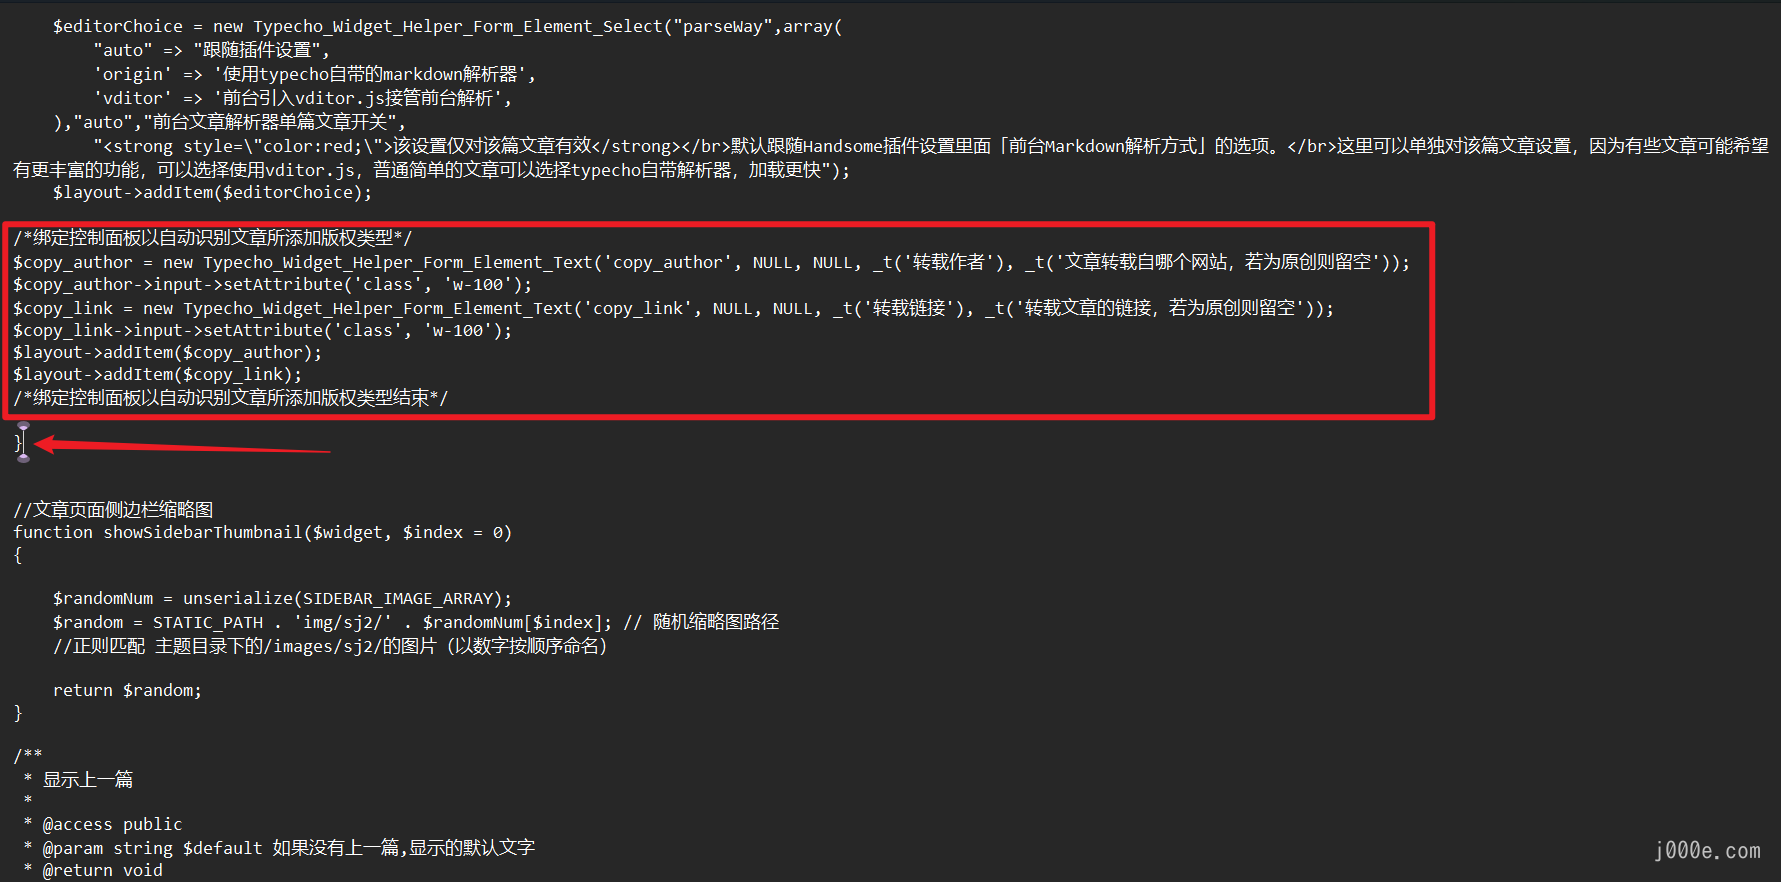 $editorChoice = new Typecho_Widget_Helper_Form_Element_Select("parseWay",array(
"auto" => "跟随插件设置",
'origin' => '使用typecho自带的markdown解析器',
'vditor' => '前台引入vditor.js接管前台解析',
),"auto","前台文章解析器单篇文章开关",
"<strong style=\"color:red;\">该设置仅对该篇文章有效</strong></br>默认跟随Handsome插件设置里面「前台Markdown解析方式」的选项。</br>这里可以单独对该篇文章设置，因为有些文章可能希望
有更丰富的功能，可以选择使用vditor.js，普通简单的文章可以选择typecho自带解析器，加载更快");
$layout->addItem($editorChoice);
/*绑定控制面板以自动识别文章所添加版权类型*/
$copy_author = new Typecho_Widget_Helper_Form_Element_Text('copy_author', NULL, NULL, _t('转载作者'), _t('文章转载自哪个网站，若为原创则留空'));
$copy_author->input->setAttribute('class', 'w-100');
$copy_link = new Typecho_Widget_Helper_Form_Element_Text('copy_link', NULL, NULL, _t('转载链接'), _t('转载文章的链接，若为原创则留空'));
$copy_link->input->setAttribute('class', 'w-100');
$layout->addItem($copy_author);
$layout->addItem($copy_link);
/*绑定控制面板以自动识别文章所添加版权类型结束*/
}
//文章页面侧边栏缩略图
function showSidebarThumbnail($widget, $index = 0)
{
$randomNum = unserialize(SIDEBAR_IMAGE_ARRAY);
$random = STATIC_PATH . 'img/sj2/' . $randomNum[$index]; // 随机缩略图路径
//正则匹配 主题目录下的/images/sj2/的图片（以数字按顺序命名）
return $random;
}
/**
* 显示上一篇
*
* @access public
* @param string $default 如果没有上一篇,显示的默认文字
* @return void
j000e.com